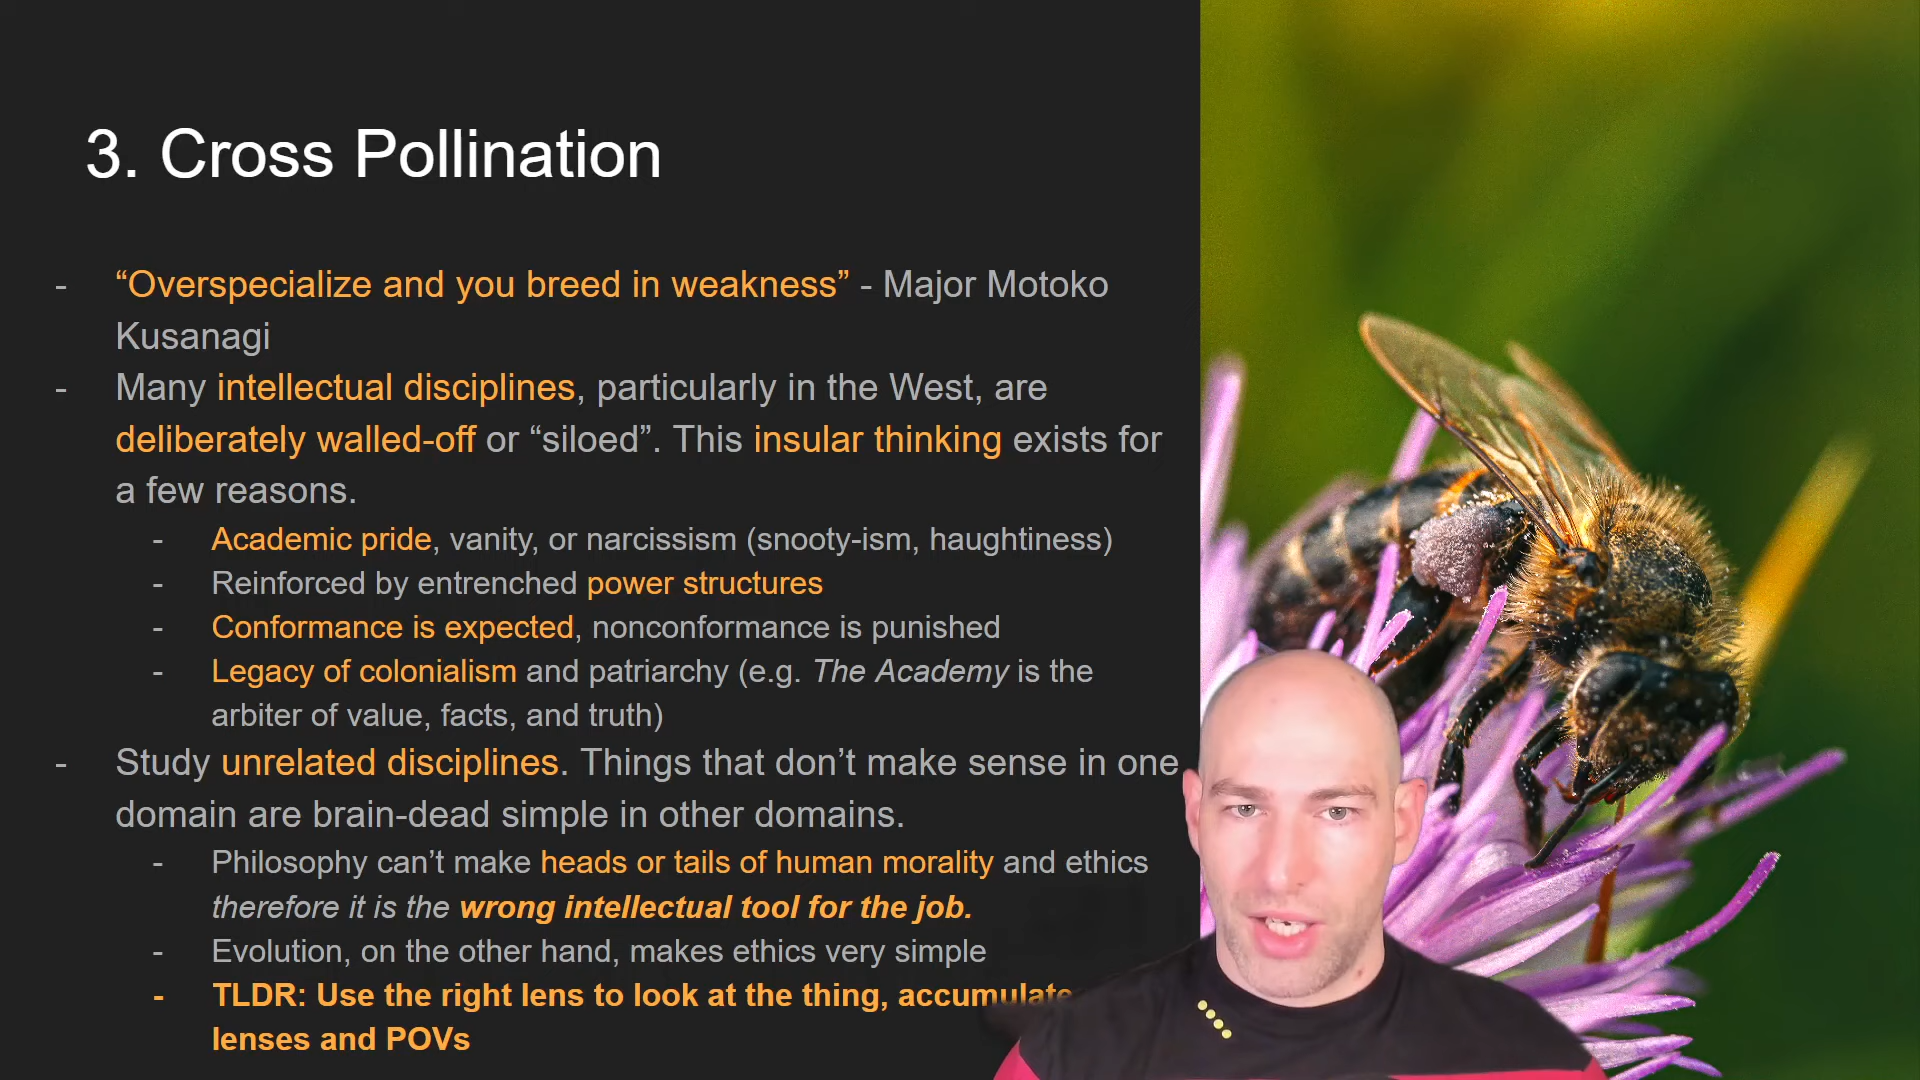 3. Cross Pollination
- “Overspecialize and you breed in weakness” - Major Motoko
Kusanagi
- Many intellectual disciplines, particularly in the West, are
deliberately walled-off or “siloed”. This insular thinking exists for
a few reasons.
- Academic pride, vanity, or narcissism (snooty-ism, haughtiness)
- Reinforced by entrenched power structures
- Conformance is expected, nonconformance is punished
- Legacy of colonialism and patriarchy (e.g. The Academy is the
arbiter of value, facts, and truth)
- Study unrelated disciplines. Things that don’t make sense in one
domain are brain-dead simple in other domains.
- Philosophy can’t make heads or tails of human morality and ethics
therefore it is the wrong intellectual tool for the job.
- Evolution, on the other hand, makes ethics very simple
- TLDR: Use the right lens to look at the thing, accumulate
lenses and POVs